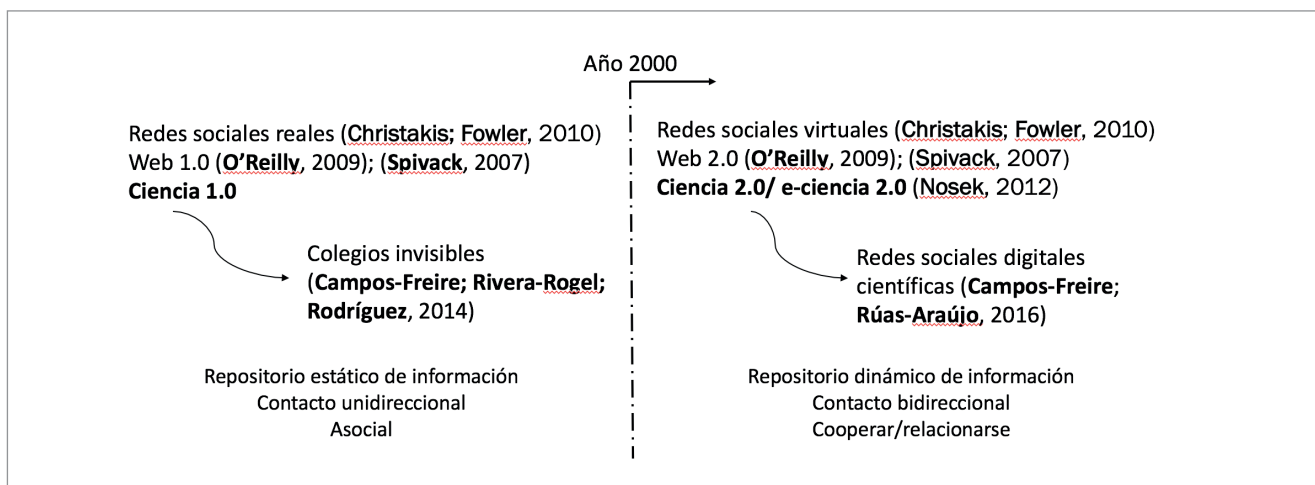 Año 2000
Redes sociales reales (Christakis; Fowler, 2010)
Web 1.0 (O’Reilly, 2009); (Spivack, 2007)
Ciencia 1.0
Colegios invisibles
(Campos-Freire; Rivera-Rogel;
Rodríguez, 2014)
Repositorio estático de información
Contacto unidireccional
Asocial
Redes sociales virtuales (Christakis; Fowler, 2010)
Web 2.0 (O’Reilly, 2009); (Spivack, 2007)
Ciencia 2.0/ e-ciencia 2.0 (Nosek, 2012)
Redes sociales digitales
científicas (Campos-Freire;
Rúas-Araújo, 2016)
Repositorio dinámico de información
Contacto bidireccional
Cooperar/relacionarse